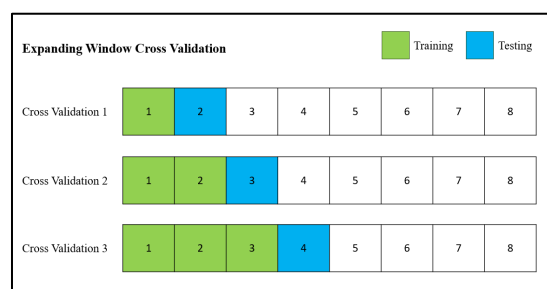 Expanding Window Cross Validation
Training
Testing
Cross Validation 1
1 2 3 4 5 6 7 8
Cross Validation 2
1 2 3 4 5 6 7 8
Cross Validation 3
1 2 3 4 5 6 7 8